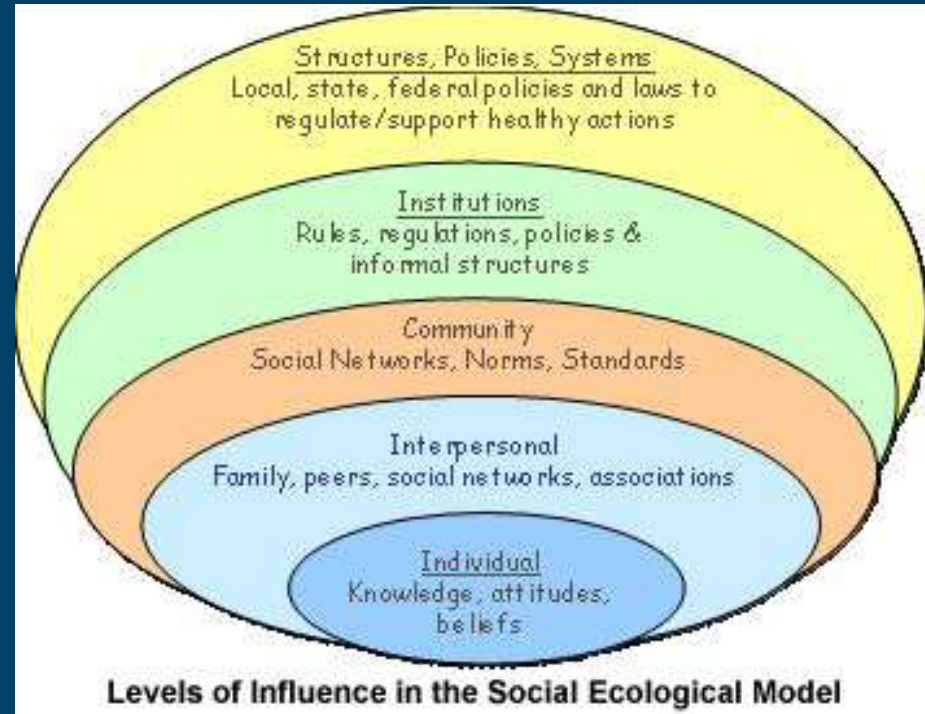 Structures, Policies, Systems
Local, state, federal policies and laws to
regulate/support healthy actions
Institutions
Rules, regulations, policies &
informal structures
Community
Social Networks, Norms, Standards
Interpersonal
Family, peers, social networks, associations
Individual
Knowledge, attitudes,
beliefs
Levels of Influence in the Social Ecological Model